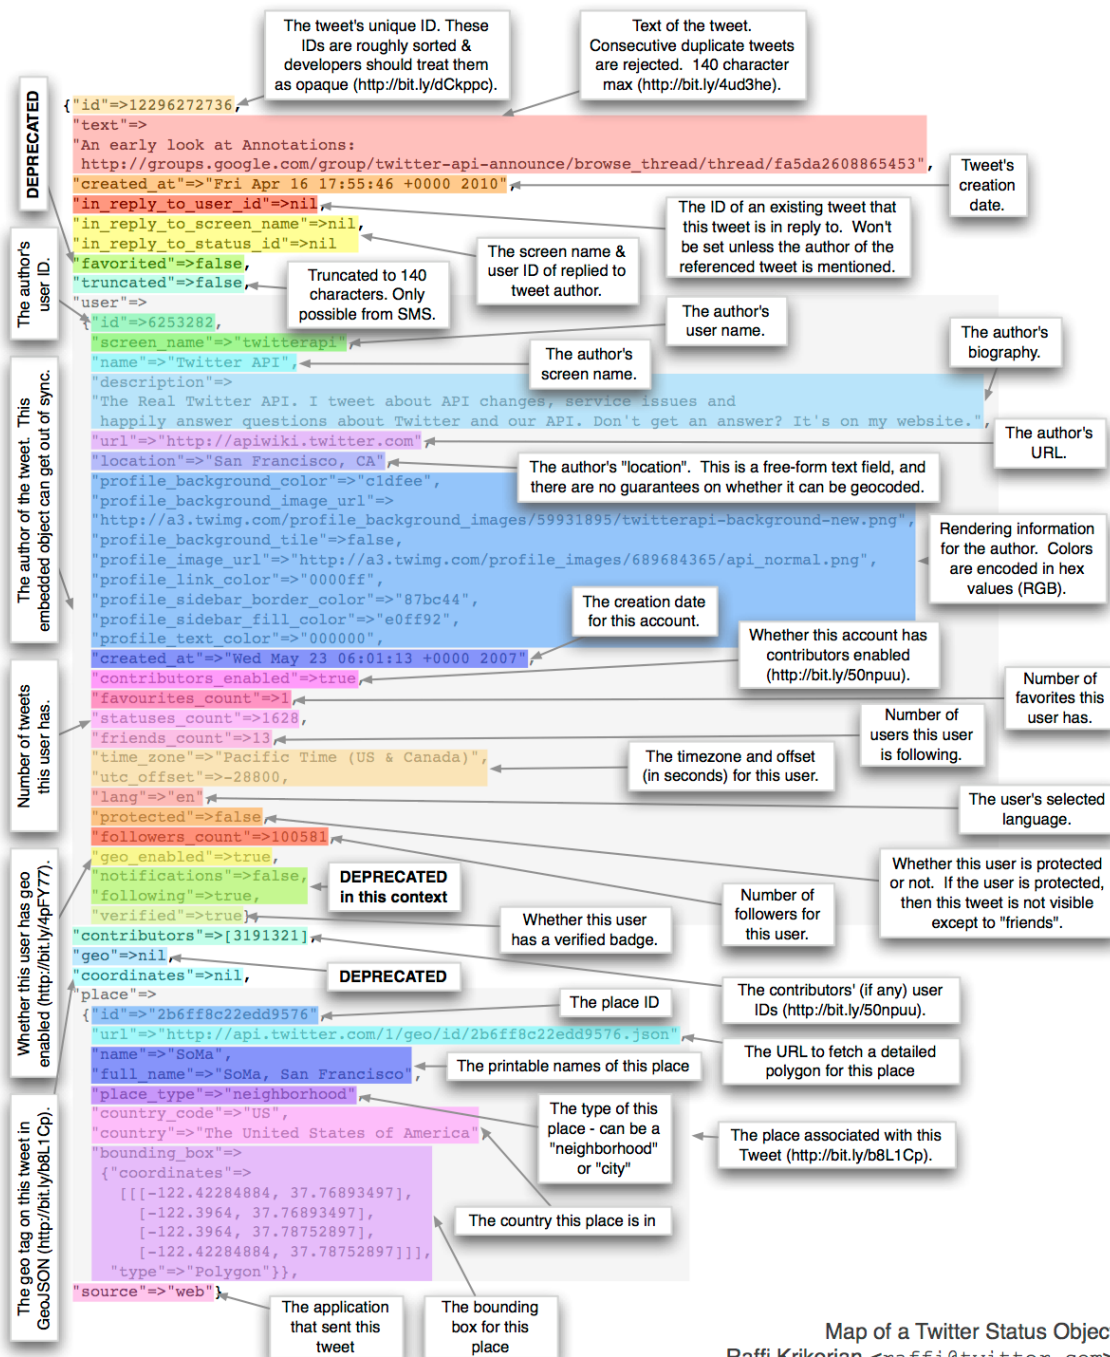 The tweet's unique ID. These
IDs are roughly sorted &
developers should treat them
as opaque (http://bit.ly/dCkppc).
Text of the tweet.
Consecutive duplicate tweets
are rejected. 140 character
max (http://bit.ly/4ud3he).
DEPRECATED
{"id"=>12296272736,
"text"=>
"An early look at Annotations:
http://groups.google.com/group/twitter-api-announce/browse_thread/thread/fa5da2608865453",
"created_at"=>"Fri Apr 16 17:55:46 +0000 2010",
Tweet's
creation
date.
"in_reply_to_user_id"=>nil,
"in_reply_to_screen_name"=>nil,
"in_reply_to_status_id"=>nil
The ID of an existing tweet that
this tweet is in reply to. Won't
be set unless the author of the
referenced tweet is mentioned.
The screen name &
user ID of replied to
tweet author.
"favorited"=>false,
"truncated"=>false,
Truncated to 140
characters. Only
possible from SMS.
The author's
user ID.
"user"=>
{"id"=>6253282,
"screen_name"=>"twitterapi",
The author's
user name.
"name"=>"Twitter API",
The author's
screen name.
The author's
biography.
"description"=>
"The Real Twitter API. I tweet about API changes, service issues and
happily answer questions about Twitter and our API. Don't get an answer? It's on my website.",
"url"=>"http://apiwiki.twitter.com",
The author's
URL.
"location"=>"San Francisco, CA",
The author's "location". This is a free-form text field, and
there are no guarantees on whether it can be geocoded.
The author of the tweet. This
embedded object can get out of sync.
"profile_background_color"=>"c1dfee",
"profile_background_image_url"=>
"http://a3.twimg.com/profile_background_images/59931895/twitterapi-background-new.png",
"profile_background_tile"=>false,
"profile_image_url"=>"http://a3.twimg.com/profile_images/689684365/api_normal.png",
"profile_link_color"=>"0000ff",
"profile_sidebar_border_color"=>"87bc44",
"profile_sidebar_fill_color"=>"e0ff92",
"profile_text_color"=>"000000",
Rendering information
for the author. Colors
are encoded in hex
values (RGB).
The creation date
for this account.
"created_at"=>"Wed May 23 06:01:13 +0000 2007",
"contributors_enabled"=>true,
Whether this account has
contributors enabled
(http://bit.ly/50npuu).
"favourites_count"=>1,
Number of
favorites this
user has.
"statuses_count"=>1628,
Number of tweets
this user has.
"friends_count"=>13,
Number of
users this user
is following.
"time_zone"=>"Pacific Time (US & Canada)",
"utc_offset"=>-28800,
The timezone and offset
(in seconds) for this user.
"lang"=>"en",
The user's selected
language.
"protected"=>false,
Whether this user is protected
or not. If the user is protected,
then this tweet is not visible
except to "friends".
"followers_count"=>100581,
Number of
followers for
this user.
"geo_enabled"=>true,
Whether this user has geo
enabled (http://bit.ly/4pFY77).
"notifications"=>false,
"following"=>true,
DEPRECATED
in this context
"verified"=>true},
Whether this user
has a verified badge.
"contributors"=>[3191321],
The contributors' (if any) user
IDs (http://bit.ly/50npuu).
"geo"=>nil,
DEPRECATED
"coordinates"=>nil,
The geo tag on this tweet in
GeoJSON (http://bit.ly/b8L1Cp).
"place"=>
{"id"=>"2b6ff8c22edd9576",
The place ID
"url"=>"http://api.twitter.com/1/geo/id/2b6ff8c22edd9576.json",
The URL to fetch a detailed
polygon for this place
"name"=>"SoMa",
"full_name"=>"SoMa, San Francisco",
The printable names of this place
"place_type"=>"neighborhood",
The type of this
place - can be a
"neighborhood"
or "city"
The place associated with this
Tweet (http://bit.ly/b8L1Cp).
"country_code"=>"US",
"country"=>"The United States of America",
The country this place is in
"bounding_box"=>
{"coordinates"=>
[[[-122.42284884, 37.76893497],
[-122.3964, 37.76893497],
[-122.3964, 37.78752897],
[-122.42284884, 37.78752897]]],
"type"=>"Polygon"}},
The bounding
box for this
place
"source"=>"web"}
The application
that sent this
tweet
Map of a Twitter Status Object
Raffi Krikorian <raffi@twitter.com>